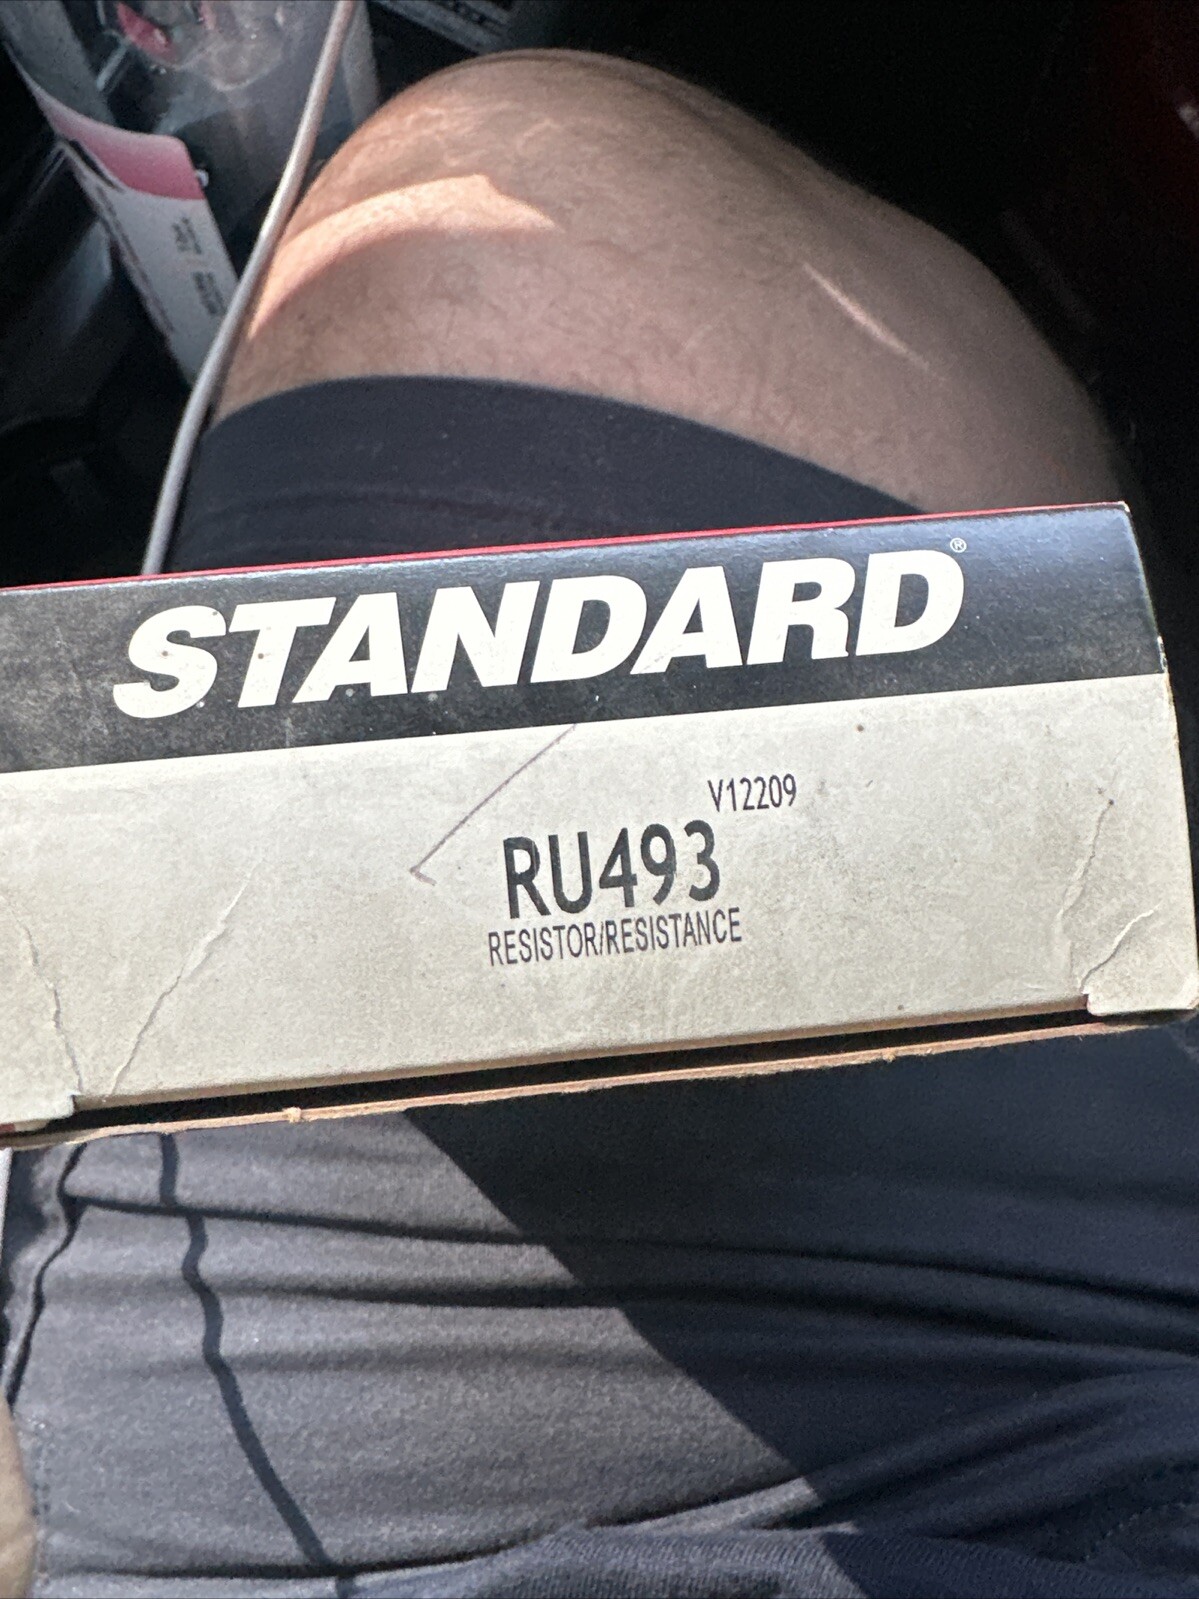 STANDARD®
V12209
RU493
RESISTOR/RESISTANCE